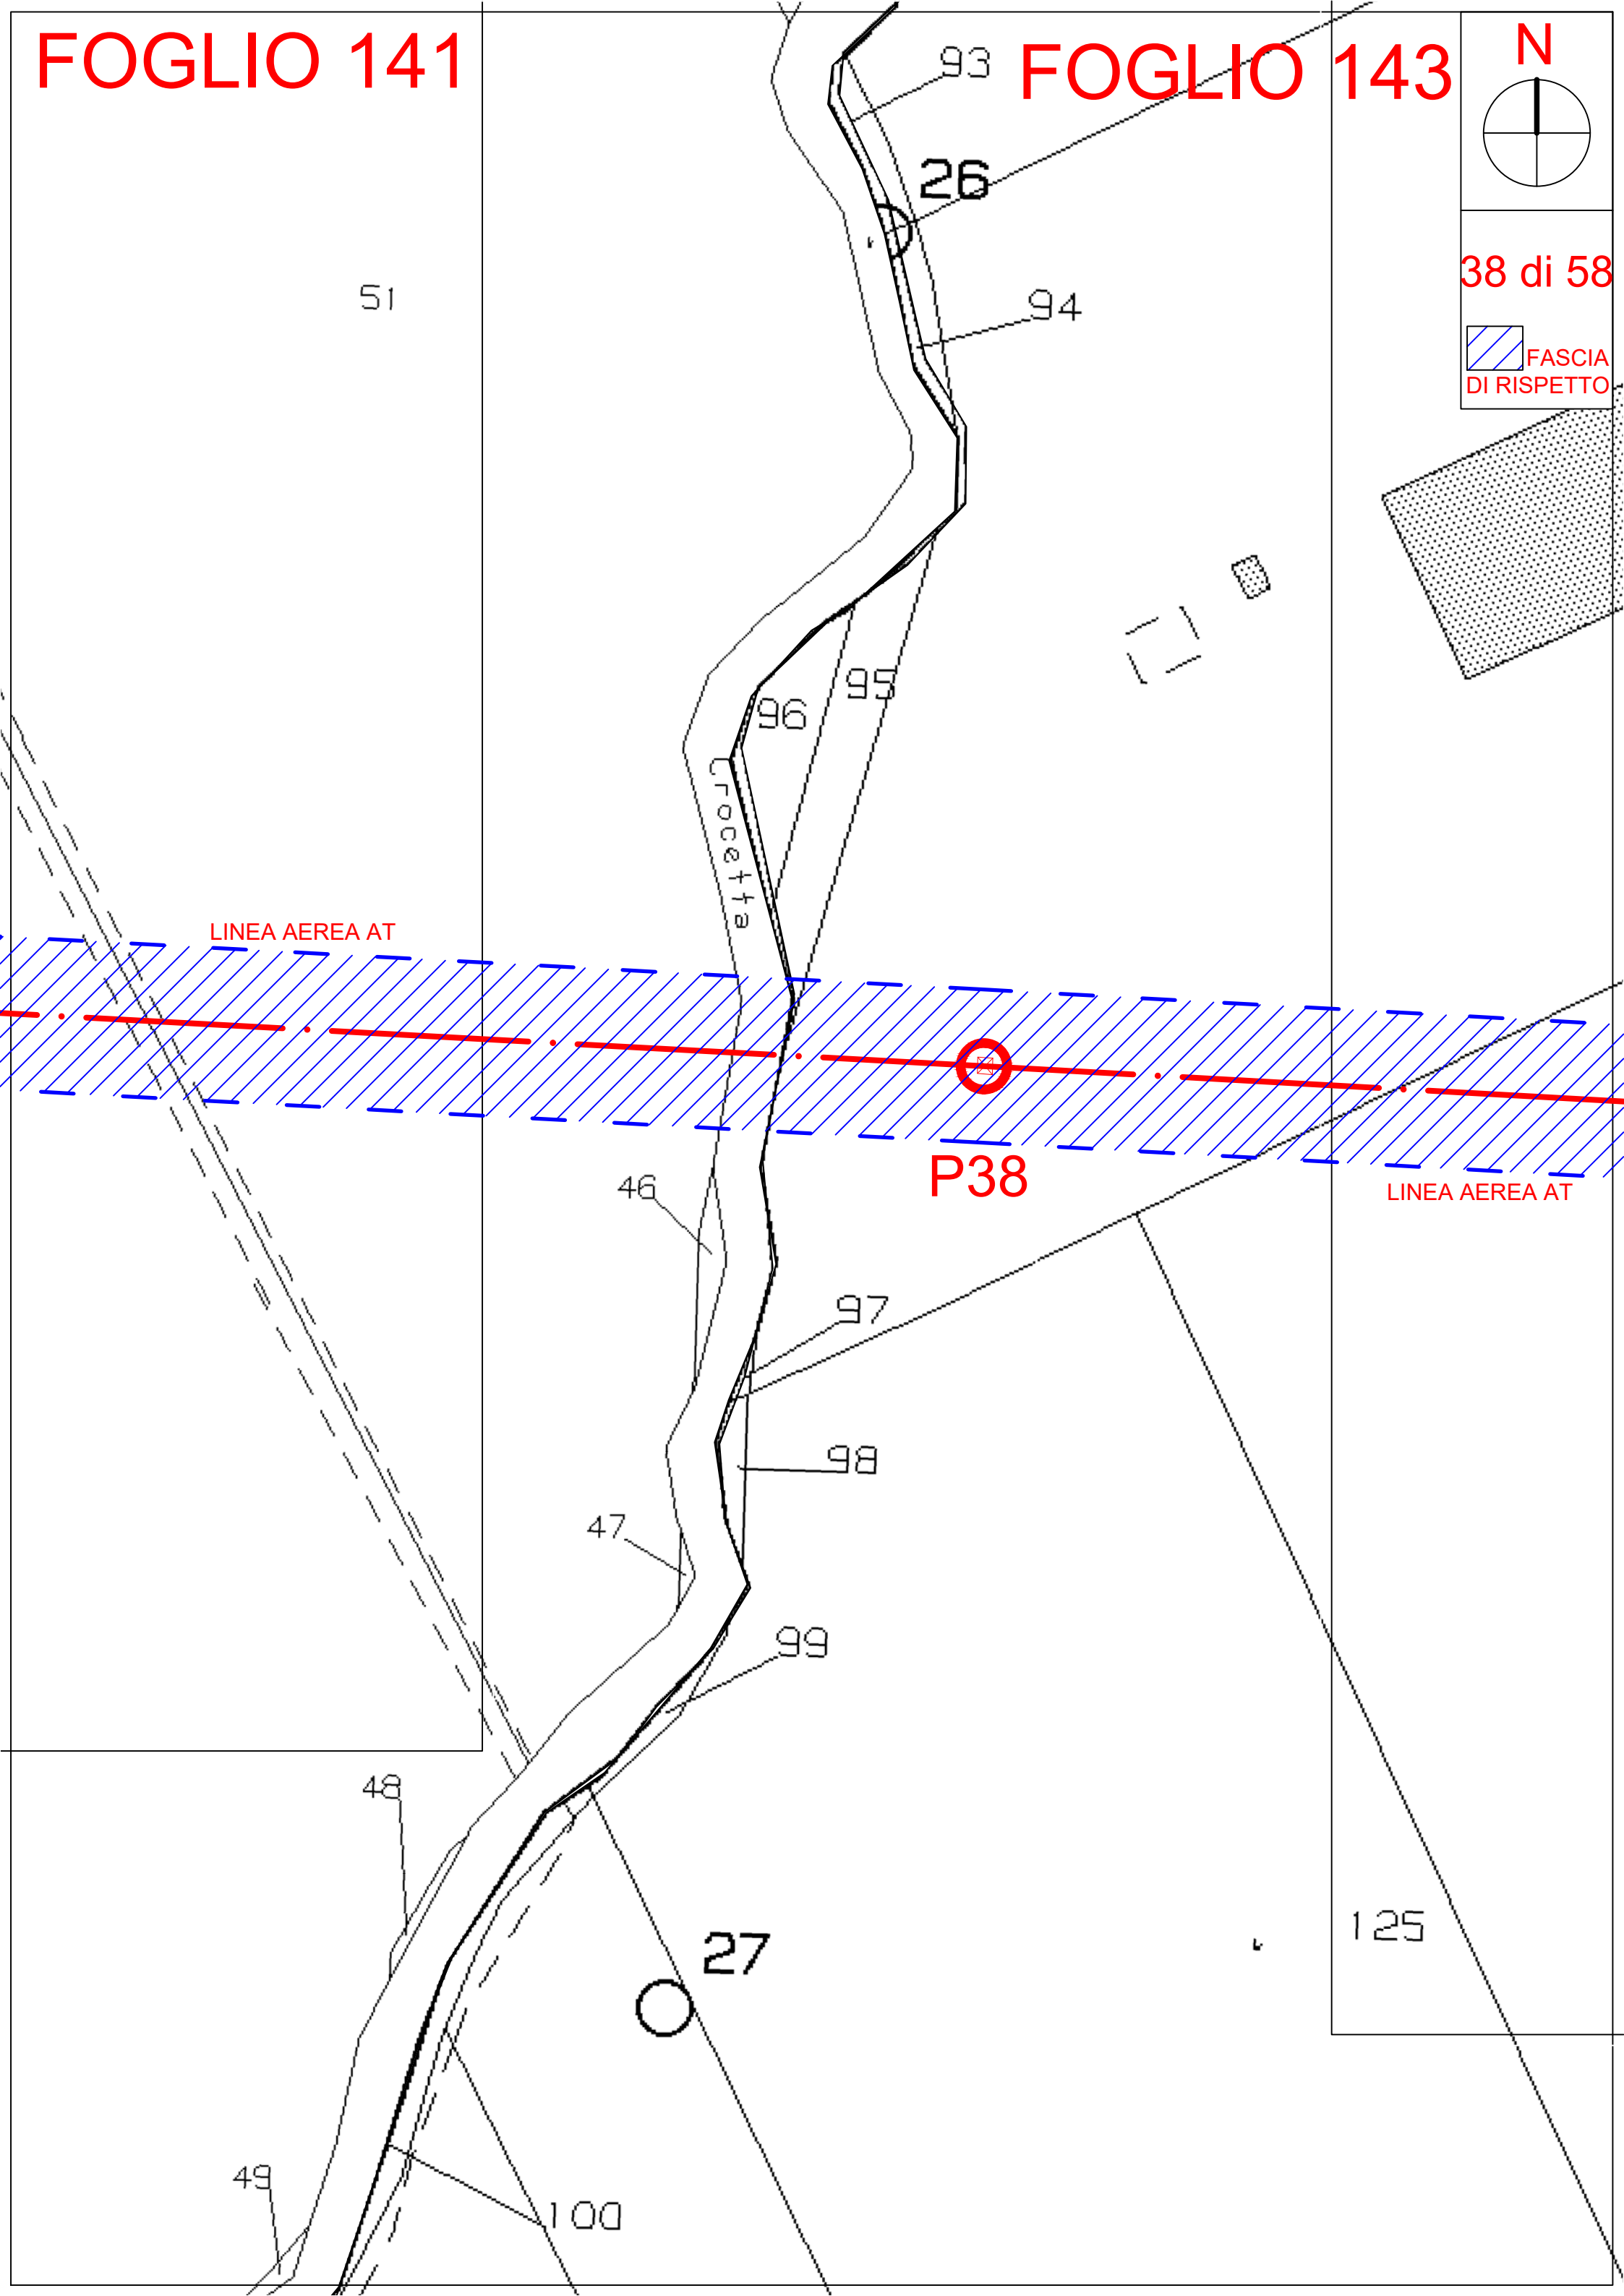 FOGLIO 141
FOGLIO 143
N
93
26
38 di 58
51
94
FASCIA
DI RISPETTO
95
96
Crocetta
LINEA AEREA AT
P38
46
LINEA AEREA AT
97
98
47
99
48
125
27
49
100